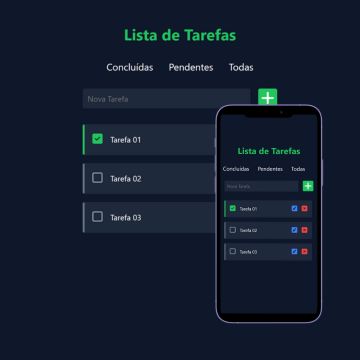 Lista de Tarefas
Concluídas Pendentes Todas
Nova Tarefa
Tarefa 01
Tarefa 02
Tarefa 03
Lista de Tarefas
Concluídas Pendentes Todas
Nova Tarefa
Tarefa 01
Tarefa 02
Tarefa 03